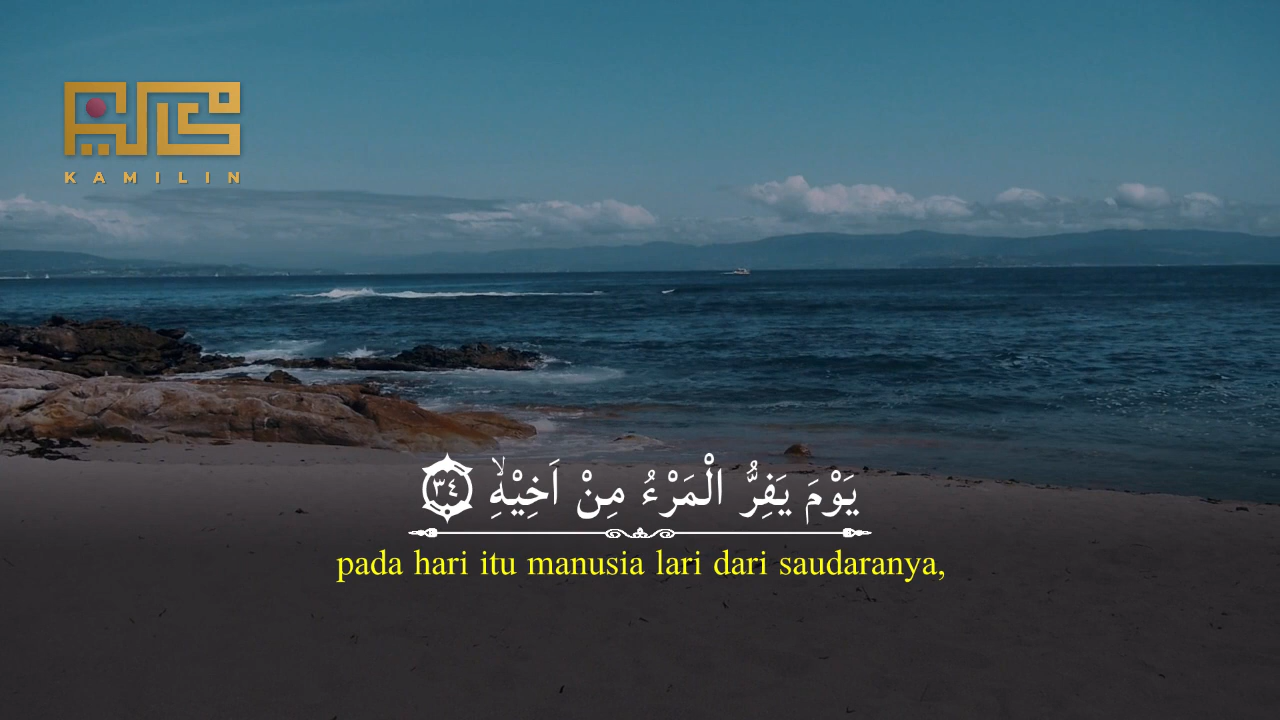 KAMILIN
يَوْمَ يَفِرُّ الْمَرْءُ مِنْ اَخِيْهِۙ ٣٤
pada hari itu manusia lari dari saudaranya,